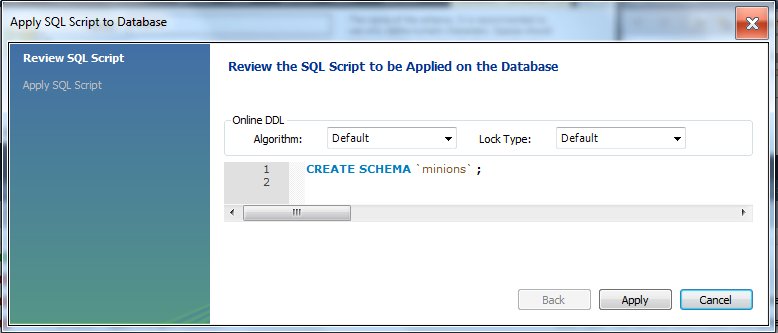 Apply SQL Script to Database
Review SQL Script
Apply SQL Script
Review the SQL Script to be Applied on the Database
Online DDL
Algorithm: Default Lock Type: Default
1 CREATE SCHEMA `minions` ;
2
Back Apply Cancel